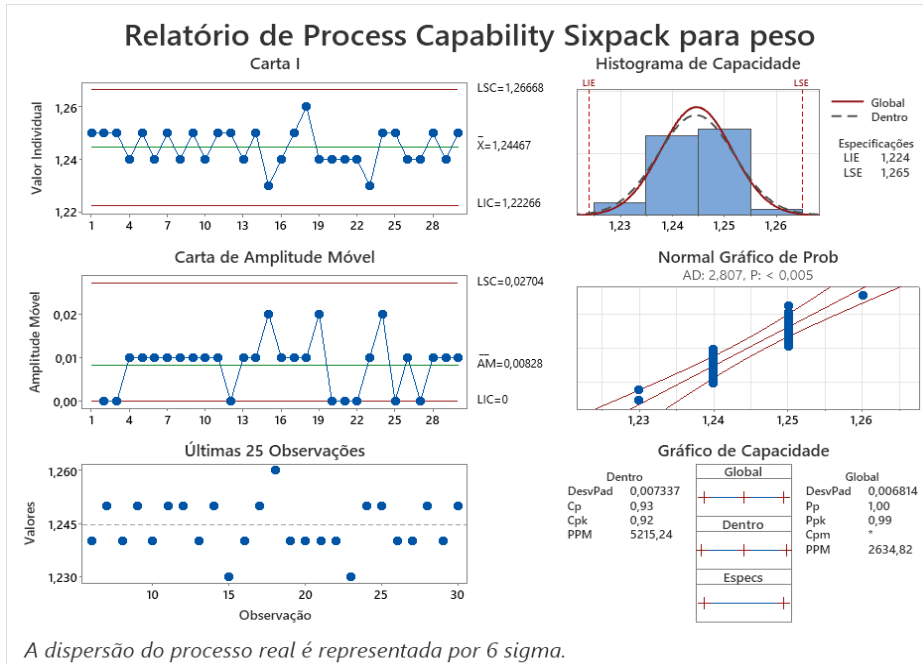 Relatório de Process Capability Sixpack para peso
Carta I
Valor Individual
1,26
1,24
1,22
1
4
7
10
13
16
19
22
25
28
LSC=1,26668
X̄=1,24467
LIC=1,22266
Histograma de Capacidade
LIE
LSE
1,23
1,24
1,25
1,26
Global
Dentro
Especificações
LIE 1,224
LSE 1,265
Carta de Amplitude Móvel
Amplitude Móvel
0,02
0,01
0,00
1
4
7
10
13
16
19
22
25
28
LSC=0,02704
A̅M̅=0,00828
LIC=0
Normal Gráfico de Prob
AD: 2,807, P: < 0,005
1,23
1,24
1,25
1,26
Últimas 25 Observações
Valores
1,260
1,245
1,230
10
15
20
25
30
Observação
Gráfico de Capacidade
Dentro
DesvPad 0,007337
Cp 0,93
Cpk 0,92
PPM 5215,24
Global
Dentro
Especs
Global
DesvPad 0,006814
Pp 1,00
Ppk 0,99
Cpm *
PPM 2634,82
A dispersão do processo real é representada por 6 sigma.